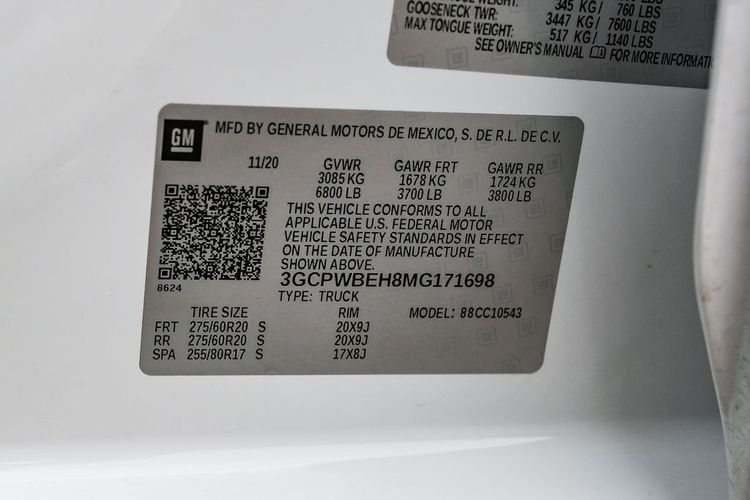 345 KG / 760 LBS
GOOSENECK TWR: 3447 KG / 7600 LBS
MAX TONGUE WEIGHT: 517 KG / 1140 LBS
SEE OWNER'S MANUAL FOR MORE INFORMATI
GM MFD BY GENERAL MOTORS DE MEXICO, S. DE R.L. DE C.V.
11/20 GVWR GAWR FRT GAWR RR
3085 KG 1678 KG 1724 KG
6800 LB 3700 LB 3800 LB
THIS VEHICLE CONFORMS TO ALL
APPLICABLE U.S. FEDERAL MOTOR
VEHICLE SAFETY STANDARDS IN EFFECT
ON THE DATE OF MANUFACTURE
SHOWN ABOVE.
8624 3GCPWBEH8MG171698
TYPE: TRUCK
TIRE SIZE RIM MODEL: 88CC10543
FRT 275/60R20 S 20X9J
RR 275/60R20 S 20X9J
SPA 255/80R17 S 17X8J